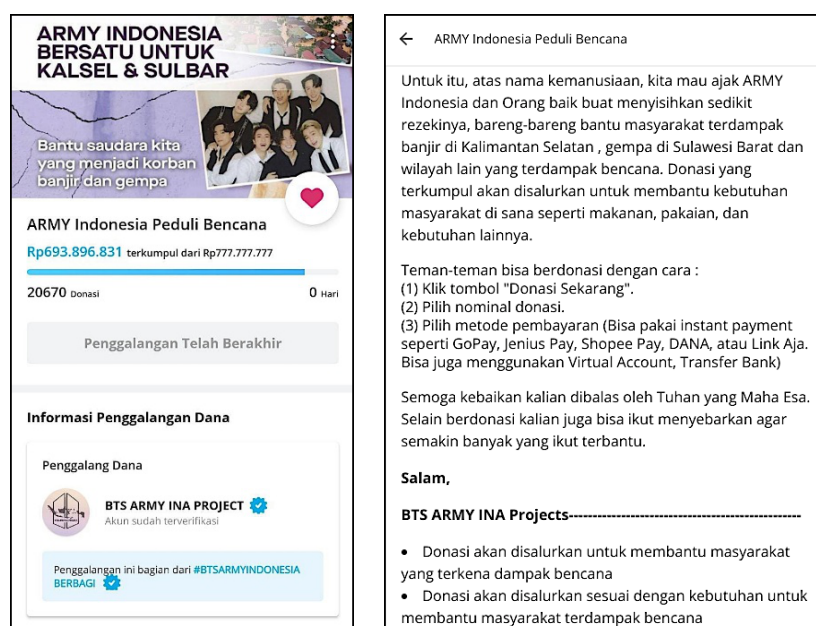 ARMY INDONESIA
BERSATU UNTUK
KALSEL & SULBAR
Bantu saudara kita
yang menjadi korban
banjir dan gempa
ARMY Indonesia Peduli Bencana
Rp693.896.831 terkumpul dari Rp777.777.777
20670 Donasi
0 Hari
Penggalangan Telah Berakhir
Informasi Penggalangan Dana
Penggalang Dana
BTS ARMY INA PROJECT
Akun sudah terverifikasi
Penggalangan ini bagian dari #BTSARMYINDONESIA
BERBAGI
ARMY Indonesia Peduli Bencana
Untuk itu, atas nama kemanusiaan, kita mau ajak ARMY
Indonesia dan Orang baik buat menyisihkan sedikit
rezekinya, bareng-bareng bantu masyarakat terdampak
banjir di Kalimantan Selatan , gempa di Sulawesi Barat dan
wilayah lain yang terdampak bencana. Donasi yang
terkumpul akan disalurkan untuk membantu kebutuhan
masyarakat di sana seperti makanan, pakaian, dan
kebutuhan lainnya.
Teman-teman bisa berdonasi dengan cara :
(1) Klik tombol "Donasi Sekarang".
(2) Pilih nominal donasi.
(3) Pilih metode pembayaran (Bisa pakai instant payment
seperti GoPay, Jenius Pay, Shopee Pay, DANA, atau Link Aja.
Bisa juga menggunakan Virtual Account, Transfer Bank)
Semoga kebaikan kalian dibalas oleh Tuhan yang Maha Esa.
Selain berdonasi kalian juga bisa ikut menyebarkan agar
semakin banyak yang ikut terbantu.
Salam,
BTS ARMY INA Projects--------------------------------------------------
• Donasi akan disalurkan untuk membantu masyarakat
yang terkena dampak bencana
• Donasi akan disalurkan sesuai dengan kebutuhan untuk
membantu masyarakat terdampak bencana